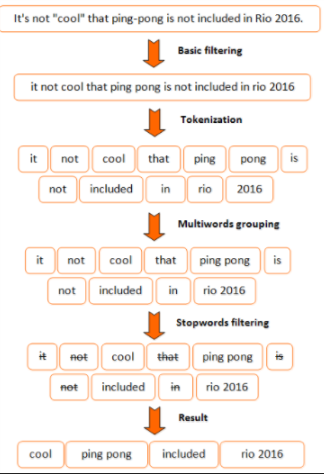 It's not "cool" that ping-pong is not included in Rio 2016.
Basic filtering
it not cool that ping pong is not included in rio 2016
Tokenization
it not cool that ping pong is
not included in rio 2016
Multiwords grouping
it not cool that ping pong is
not included in rio 2016
Stopwords filtering
it not cool that ping pong is
not included in rio 2016
Result
cool ping pong included rio 2016